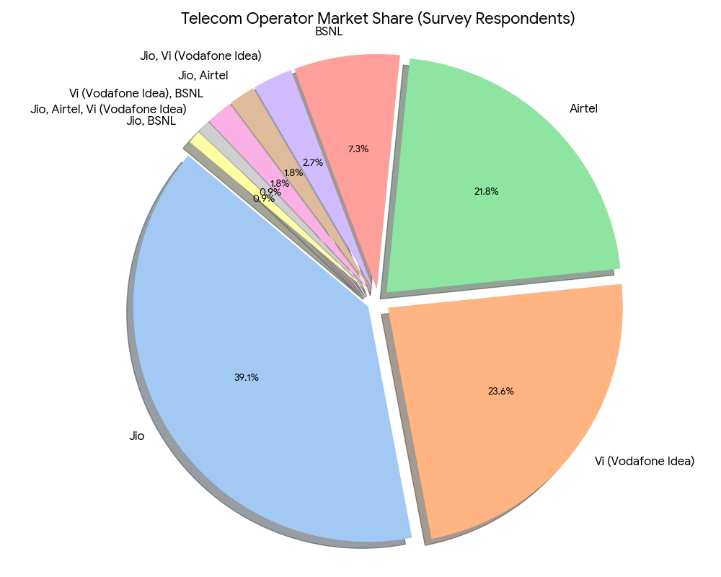 Telecom Operator Market Share (Survey Respondents)
BSNL
Jio, Vi (Vodafone Idea)
Jio, Airtel
Vi (Vodafone Idea), BSNL
Jio, Airtel, Vi (Vodafone Idea)
Jio, BSNL
Airtel
7.3%
2.7%
1.8%
1.8%
0.9%
0.9%
21.8%
39.1%
23.6%
Jio
Vi (Vodafone Idea)